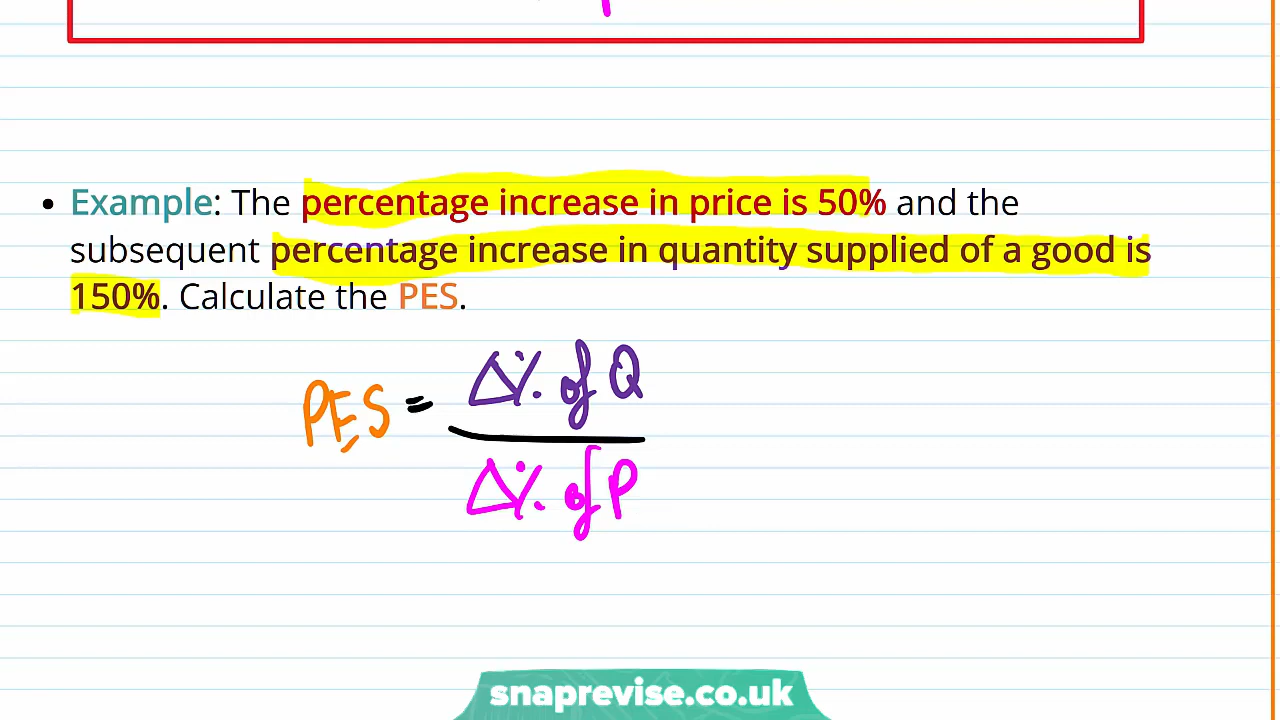 • Example: The percentage increase in price is 50% and the
subsequent percentage increase in quantity supplied of a good is
150%. Calculate the PES.
PES = Δ% of Q
Δ% of P
snaprevise.co.uk